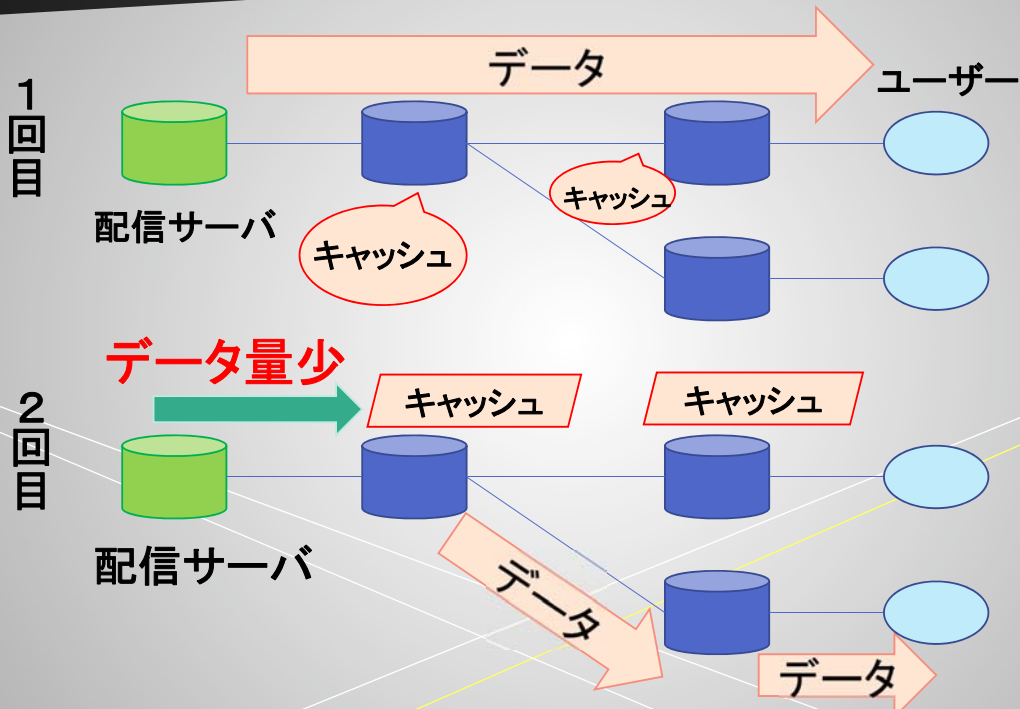 データ
ユーザー
1回目
配信サーバ
キャッシュ
キャッシュ
データ量少
キャッシュ
キャッシュ
2回目
配信サーバ
データ
データ